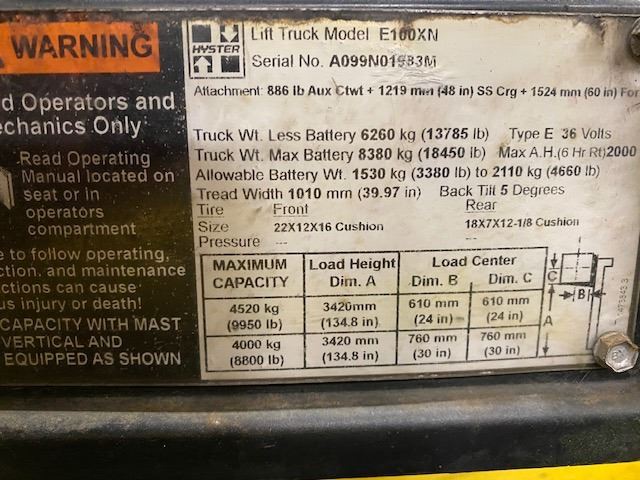 WARNING
d Operators and
echanics Only
Read Operating
Manual located on
seat or in
operators
compartment
e to follow operating,
ction. and maintenance
ctions can cause
us injury or death!
CAPACITY WITH MAST
VERTICAL AND
EQUIPPED AS SHOWN
HYSTER
Lift Truck Model E100XN
Serial No. A099N01983M
Attachment: 886 lb Aux Ctwt + 1219 mm (48 in) SS Crg + 1524 mm (60 in) For
Truck Wt. Less Battery 6260 kg (13785 lb) Type E 36 Volts
Truck Wt. Max Battery 8380 kg (18450 lb) Max A.H.(6 Hr Rt)2000
Allowable Battery Wt. 1530 kg (3380 lb) to 2110 kg (4660 lb)
Tread Width 1010 mm (39.97 in) Back Tilt 5 Degrees
Tire Front Rear
Size 22X12X16 Cushion 18X7X12-1/8 Cushion
Pressure --- ---
MAXIMUM CAPACITY Load Height Dim. A Load Center Dim. B Dim. C
4520 kg (9950 lb) 3420mm (134.8 in) 610 mm (24 in) 610 mm (24 in)
4000 kg (8800 lb) 3420 mm (134.8 in) 760 mm (30 in) 760 mm (30 in)
C
B
A